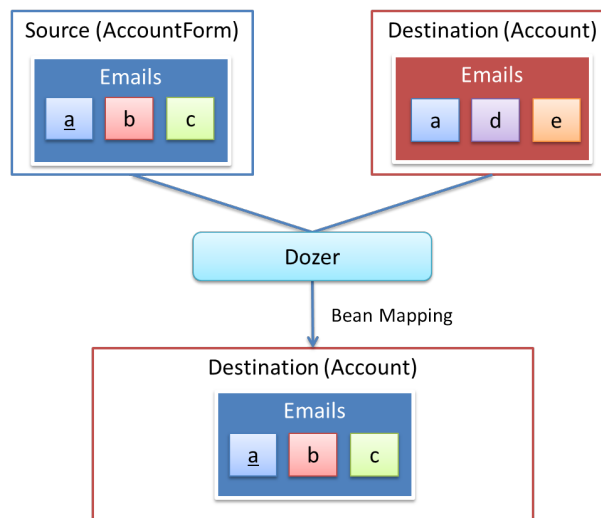 Source (AccountForm)
Emails
a b c
Destination (Account)
Emails
a d e
Dozer
Bean Mapping
Destination (Account)
Emails
a b c